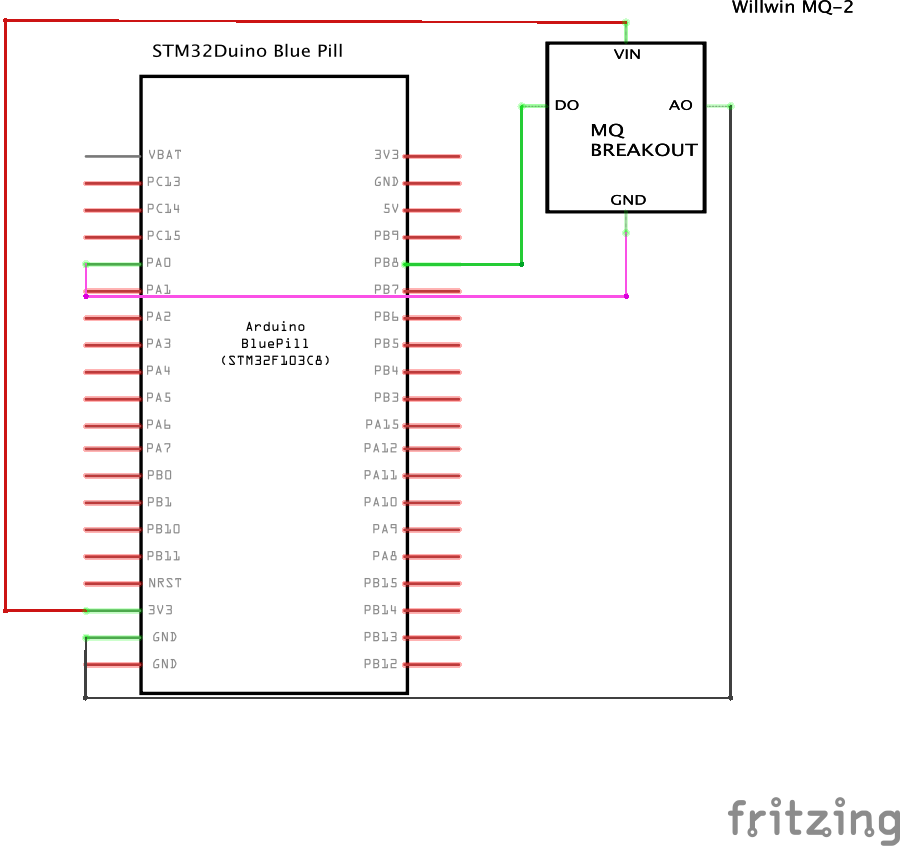 Willwin MQ-2
STM32Duino Blue Pill
VIN
DO
AO
MQ
BREAKOUT
GND
VBAT
PC13
PC14
PC15
PA0
PA1
PA2
PA3
PA4
PA5
PA6
PA7
PB0
PB1
PB10
PB11
NRST
3V3
GND
GND
Arduino
BluePill
(STM32F103C8)
3V3
GND
5V
PB9
PB8
PB7
PB6
PB5
PB4
PB3
PA15
PA12
PA11
PA10
PA9
PA8
PB15
PB14
PB13
PB12
fritzing